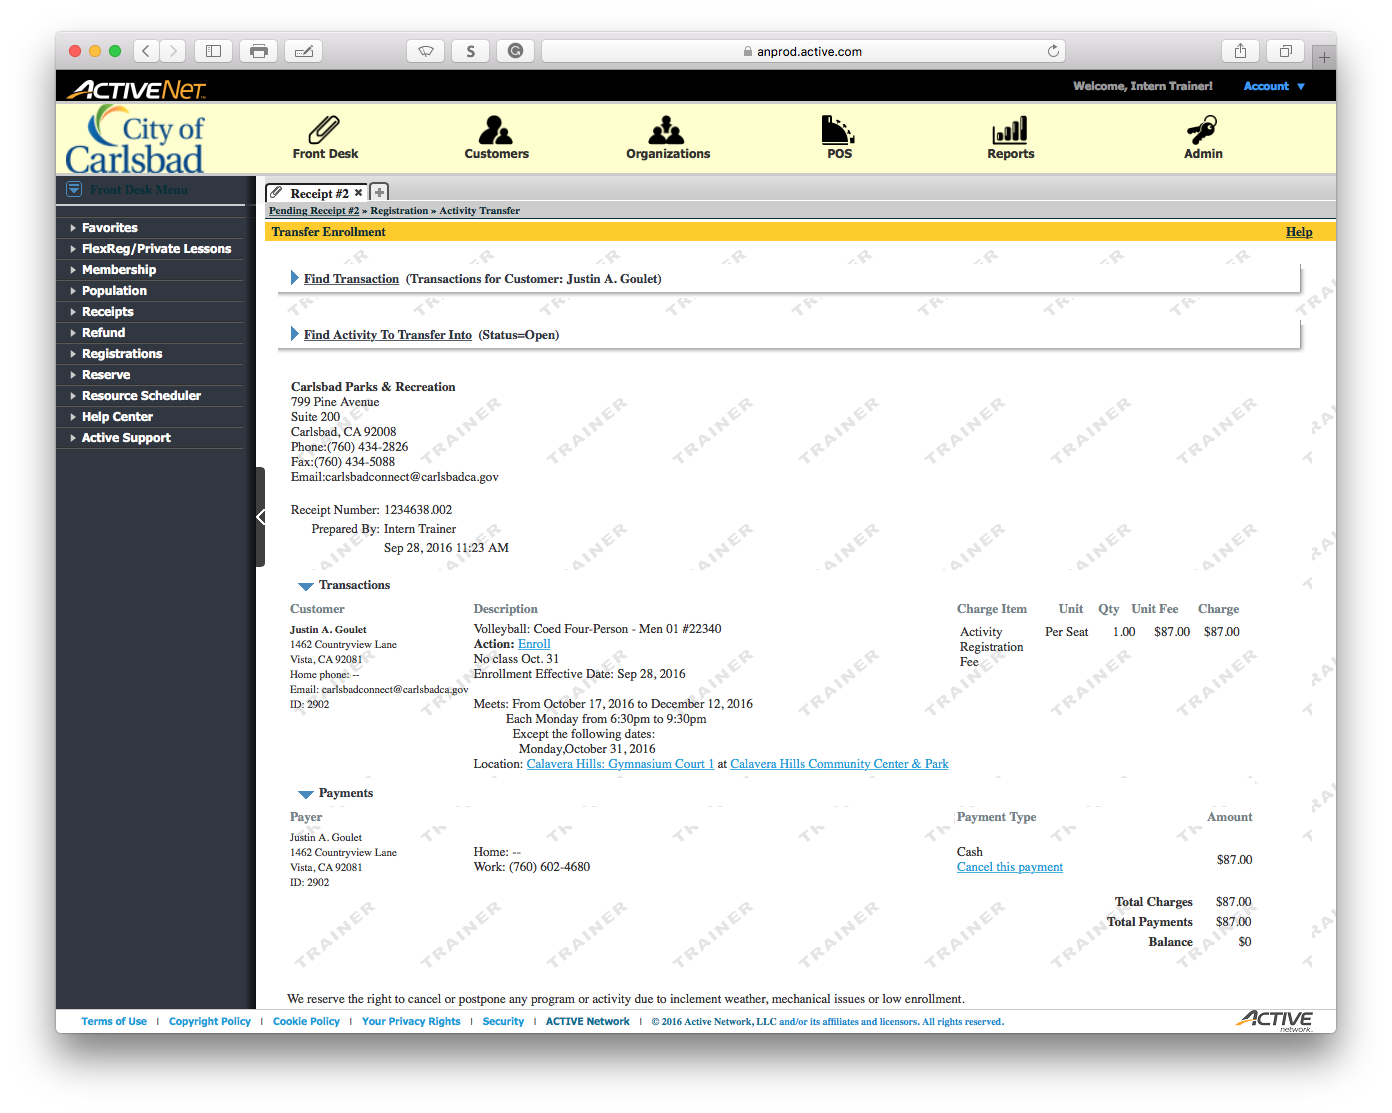 S
anprod.active.com
ACTIVENET
Welcome, Intern Trainer!
Account
City of
Carlsbad
Front Desk
Customers
Organizations
POS
Reports
Admin
Front Desk Menu
Favorites
FlexReg/Private Lessons
Membership
Population
Receipts
Refund
Registrations
Reserve
Resource Scheduler
Help Center
Active Support
Receipt #2
Pending Receipt #2 » Registration » Activity Transfer
Transfer Enrollment
Help
Find Transaction (Transactions for Customer: Justin A. Goulet)
Find Activity To Transfer Into (Status=Open)
Carlsbad Parks & Recreation
799 Pine Avenue
Suite 200
Carlsbad, CA 92008
Phone:(760) 434-2826
Fax:(760) 434-5088
Email:carlsbadconnect@carlsbadca.gov
Receipt Number: 1234638.002
Prepared By: Intern Trainer
Sep 28, 2016 11:23 AM
Transactions
Customer Description Charge Item Unit Qty Unit Fee Charge
Justin A. Goulet
1462 Countryview Lane
Vista, CA 92081
Home phone: --
Email: carlsbadconnect@carlsbadca.gov
ID: 2902
Volleyball: Coed Four-Person - Men 01 #22340
Action: Enroll
No class Oct. 31
Enrollment Effective Date: Sep 28, 2016
Meets: From October 17, 2016 to December 12, 2016
Each Monday from 6:30pm to 9:30pm
Except the following dates:
Monday,October 31, 2016
Location: Calavera Hills: Gymnasium Court 1 at Calavera Hills Community Center & Park
Activity
Registration
Fee
Per Seat 1.00 $87.00 $87.00
Payments
Payer Payment Type Amount
Justin A. Goulet
1462 Countryview Lane
Vista, CA 92081
ID: 2902
Home: --
Work: (760) 602-4680
Cash
Cancel this payment
$87.00
Total Charges $87.00
Total Payments $87.00
Balance $0
We reserve the right to cancel or postpone any program or activity due to inclement weather, mechanical issues or low enrollment.
TRAINER
Terms of Use | Copyright Policy | Cookie Policy | Your Privacy Rights | Security | ACTIVE Network | © 2016 Active Network, LLC and/or its affiliates and licensors. All rights reserved.
ACTIVE
network